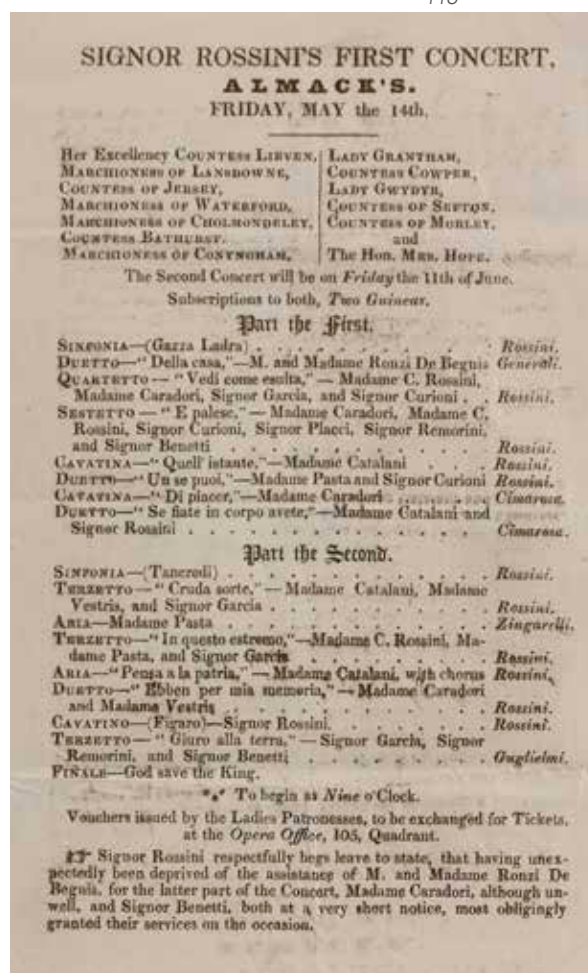 SIGNOR ROSSINI'S FIRST CONCERT,
ALMACK'S.
FRIDAY, MAY the 14th.
Her Excellency COUNTESS LIEVEN,
MARCHIONESS OF LANSDOWNE,
COUNTESS OF JERSEY,
MARCHIONESS OF WATERFORD,
MARCHIONESS OF CHOLMONDELEY,
COUNTESS BATHURST,
MARCHIONESS OF CONYNGHAM,
LADY GRANTHAM,
COUNTESS COWPER,
LADY GWYDYR,
COUNTESS OF SEFTON,
COUNTESS OF MORLEY,
and
The Hon. MRS. HOPE.
The Second Concert will be on Friday the 11th of June.
Subscriptions to both, Two Guineas.
Part the First.
SINFONIA—(Gazza Ladra) . . . . . . . . . Rossini.
DUETTO—"Della casa,"—M. and Madame Ronzi De Begnis Generali.
QUARTETTO—"Vedi come esulta,"—Madame C. Rossini,
Madame Caradori, Signor Garcia, and Signor Curioni . . Rossini.
SESTETTO—"E palese,"—Madame Caradori, Madame C.
Rossini, Signor Curioni, Signor Placci, Signor Remorini,
and Signor Benetti . . . . . . . . . Rossini.
CAVATINA—"Quell' istante,"—Madame Catalani . . . Rossini.
DUETTO—"Un se puoi,"—Madame Pasta and Signor Curioni Rossini.
CAVATINA—"Di piacer,"—Madame Caradori . . . . . Cimarosa.
DUETTO—"Se fiate in corpo avete,"—Madame Catalani and
Signor Rossini . . . . . . . . . . Cimarosa.
Part the Second.
SINFONIA—(Tancredi) . . . . . . . . . . Rossini.
TERZETTO—"Cruda sorte,"—Madame Catalani, Madame
Vestris, and Signor Garcia . . . . . . . . Rossini.
ARIA—Madame Pasta . . . . . . . . . . Zingarelli.
TERZETTO—"In questo estremo,"—Madame C. Rossini, Ma-
dame Pasta, and Signor Garcia . . . . . . . Rossini.
ARIA—"Pensa a la patria,"—Madame Catalani, with chorus Rossini.
DUETTO—"Ebben per mia memoria,"—Madame Caradori
and Madame Vestris . . . . . . . . . Rossini.
CAVATINO—(Figaro)—Signor Rossini. . . . . . Rossini.
TERZETTO—"Giuro alla terra,"—Signor Garcia, Signor
Remorini, and Signor Benetti . . . . . . . Guglielmi.
FINALE—God save the King.
*** To begin at Nine o'Clock.
Vouchers issued by the Ladies Patronesses, to be exchanged for Tickets,
at the Opera Office, 105, Quadrant.
☞ Signor Rossini respectfully begs leave to state, that having unex-
pectedly been deprived of the assistance of M. and Madame Ronzi De
Begnis, for the latter part of the Concert, Madame Caradori, although un-
well, and Signor Benetti, both at a very short notice, most obligingly
granted their services on the occasion.